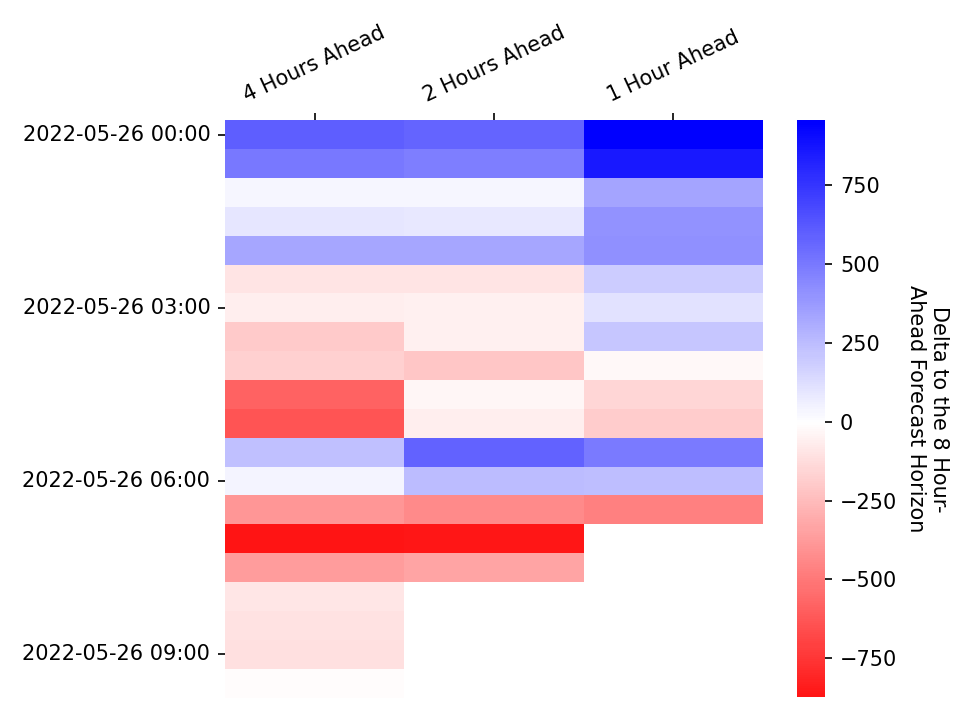 4 Hours Ahead
2 Hours Ahead
1 Hour Ahead
2022-05-26 00:00
2022-05-26 03:00
2022-05-26 06:00
2022-05-26 09:00
750
500
250
0
−250
−500
−750
Delta to the 8 Hour-
Ahead Forecast Horizon